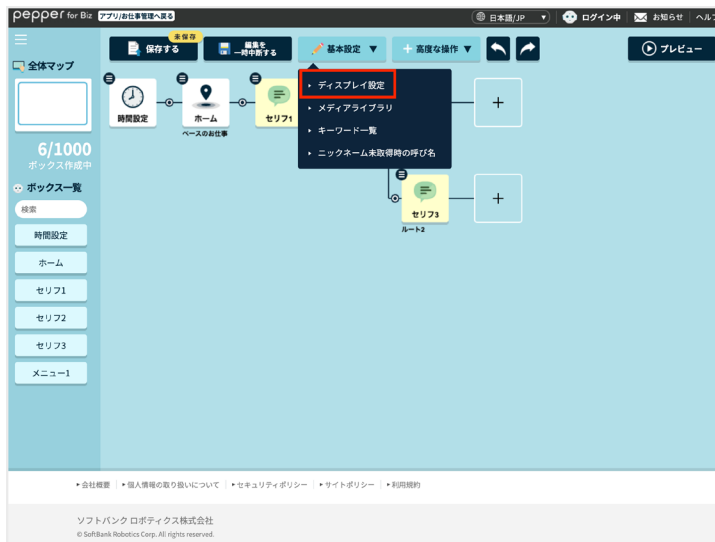 pepper for Biz アプリ/お仕事管理へ戻る 日本語/JP ▼ ログイン中 お知らせ ヘルプ
未保存
保存する 編集を一時中断する 基本設定 ▼ + 高度な操作 ▼ プレビュー
全体マップ
ディスプレイ設定
メディアライブラリ
キーワード一覧
ニックネーム未取得時の呼び名
時間設定 ホーム セリフ1
ベースのお仕事
6/1000
ボックス作成中
ボックス一覧
検索
時間設定
ホーム
セリフ1
セリフ2
セリフ3
メニュー1
セリフ3
ルート2
会社概要 個人情報の取り扱いについて セキュリティポリシー サイトポリシー 利用規約
ソフトバンク ロボティクス株式会社
© SoftBank Robotics Corp. All rights reserved.